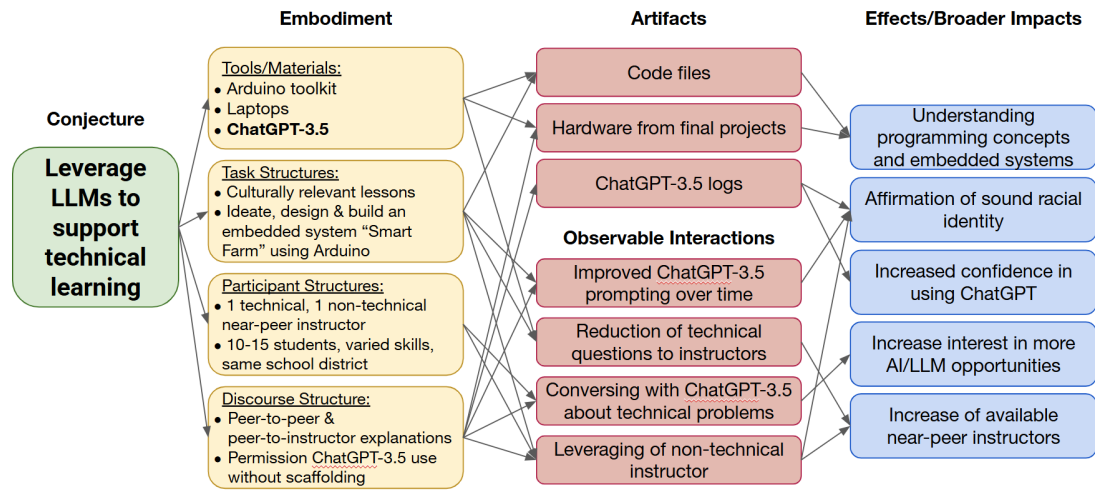 Conjecture
Leverage
LLMs to
support
technical
learning
Embodiment
Tools/Materials:
• Arduino toolkit
• Laptops
• ChatGPT-3.5
Task Structures:
• Culturally relevant lessons
• Ideate, design & build an
embedded system “Smart
Farm” using Arduino
Participant Structures:
• 1 technical, 1 non-technical
near-peer instructor
• 10-15 students, varied skills,
same school district
Discourse Structure:
• Peer-to-peer &
peer-to-instructor explanations
• Permission ChatGPT-3.5 use
without scaffolding
Artifacts
Code files
Hardware from final projects
ChatGPT-3.5 logs
Observable Interactions
Improved ChatGPT-3.5
prompting over time
Reduction of technical
questions to instructors
Conversing with ChatGPT-3.5
about technical problems
Leveraging of non-technical
instructor
Effects/Broader Impacts
Understanding
programming concepts
and embedded systems
Affirmation of sound racial
identity
Increased confidence in
using ChatGPT
Increase interest in more
AI/LLM opportunities
Increase of available
near-peer instructors